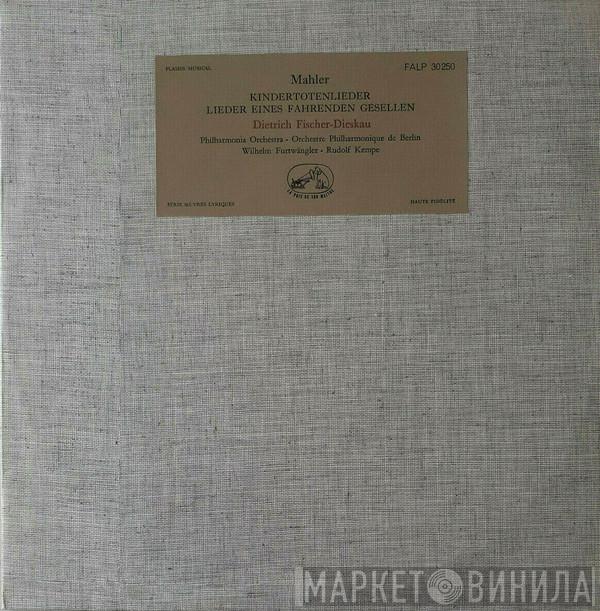 PLAISIR MUSICAL
FALP 30250
Mahler
KINDERTOTENLIEDER
LIEDER EINES FAHRENDEN GESELLEN
Dietrich Fischer-Dieskau
Philharmonia Orchestra - Orchestre Philharmonique de Berlin
Wilhelm Furtwängler - Rudolf Kempe
LA VOIX DE SON MAITRE
SÉRIE ŒUVRES LYRIQUES
HAUTE FIDÉLITÉ
МАРКЕТ ВИНИЛА